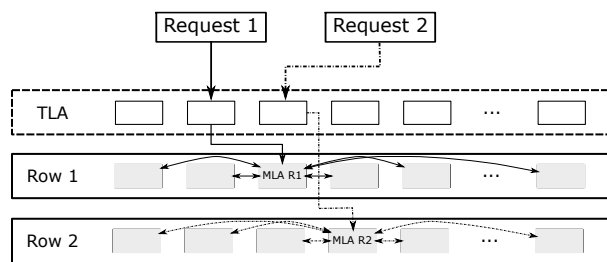 Request 1
Request 2
TLA
...
Row 1
MLA R1
...
Row 2
MLA R2
...